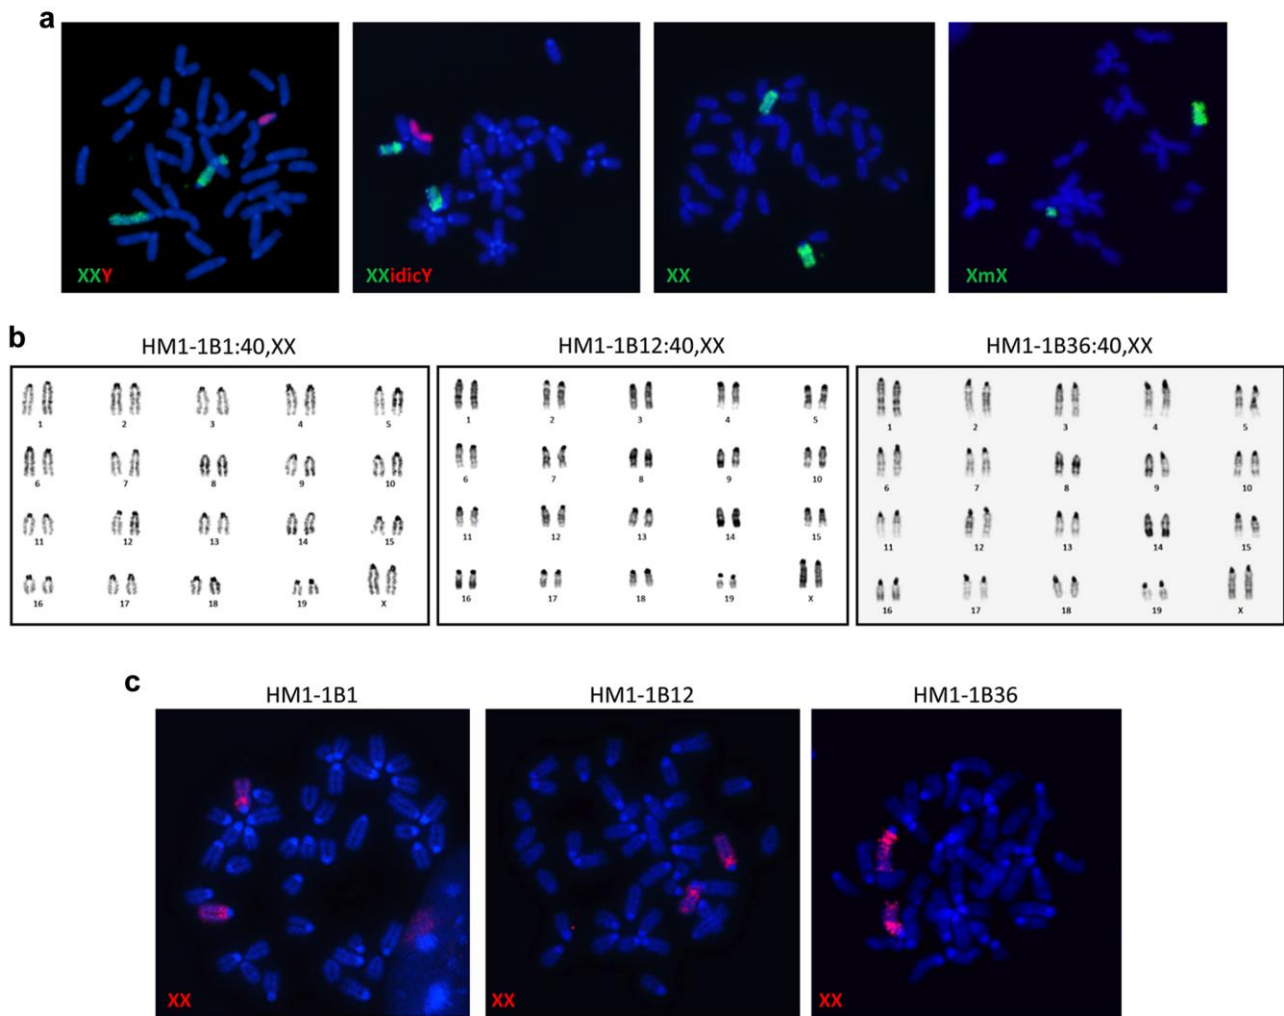 a
XXY
XXidicY
XX
XmX
b
HM1-1B1:40,XX
HM1-1B12:40,XX
HM1-1B36:40,XX
1 2 3 4 5
6 7 8 9 10
11 12 13 14 15
16 17 18 19 X
1 2 3 4 5
6 7 8 9 10
11 12 13 14 15
16 17 18 19 X
1 2 3 4 5
6 7 8 9 10
11 12 13 14 15
16 17 18 19 X
c
HM1-1B1
HM1-1B12
HM1-1B36
XX
XX
XX